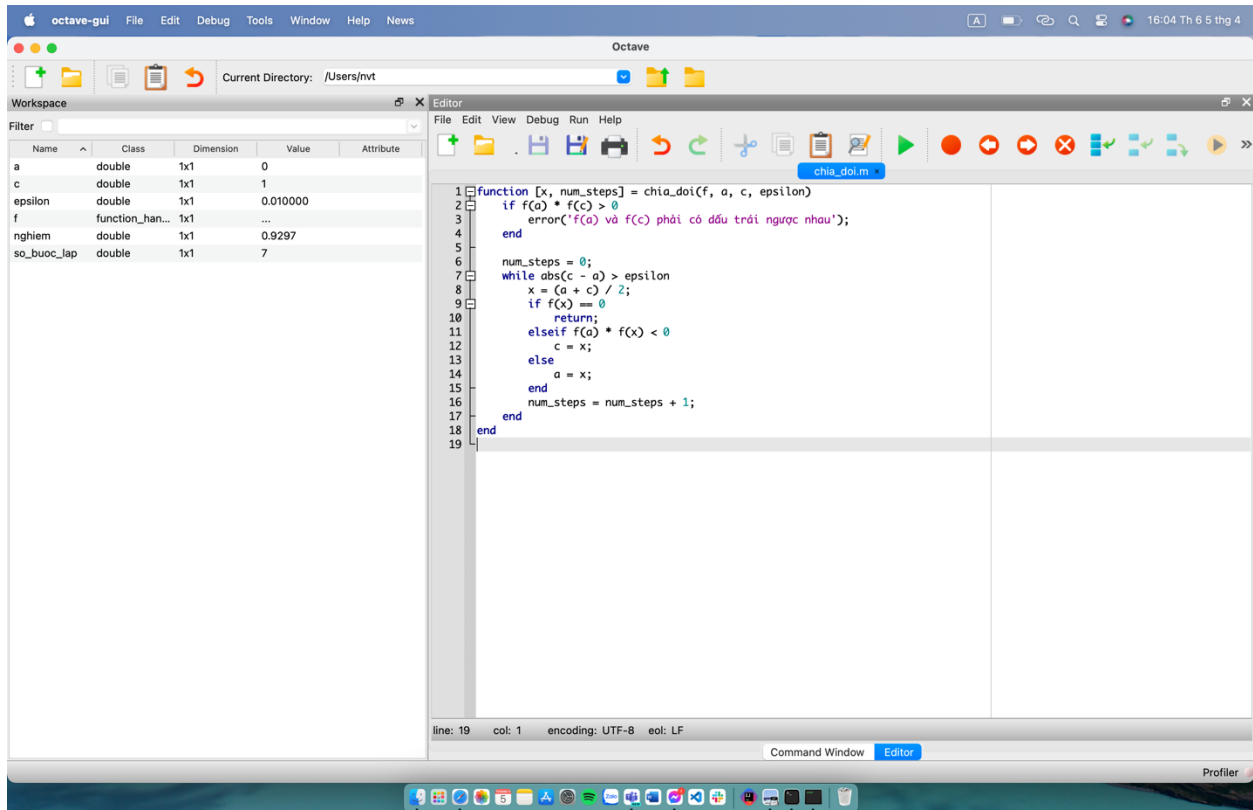 octave-gui File Edit Debug Tools Window Help News A 16:04 Th 6 5 thg 4
Octave
Current Directory: /Users/nvt
Workspace
Filter
Name Class Dimension Value Attribute
a double 1x1 0
c double 1x1 1
epsilon double 1x1 0.010000
f function_han... 1x1 ...
nghiem double 1x1 0.9297
so_buoc_lap double 1x1 7
Editor
File Edit View Debug Run Help
chia_doi.m
1 function [x, num_steps] = chia_doi(f, a, c, epsilon)
2 if f(a) * f(c) > 0
3 error('f(a) và f(c) phải có dấu trái ngược nhau');
4 end
5
6 num_steps = 0;
7 while abs(c - a) > epsilon
8 x = (a + c) / 2;
9 if f(x) == 0
10 return;
11 elseif f(a) * f(x) < 0
12 c = x;
13 else
14 a = x;
15 end
16 num_steps = num_steps + 1;
17 end
18 end
19
line: 19 col: 1 encoding: UTF-8 eol: LF
Command Window Editor
Profiler
5
Zalo